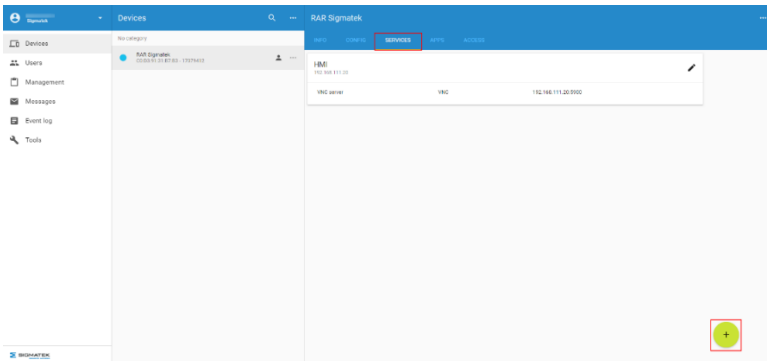 Sigmatek
Devices
RAR Sigmatek
INFO CONFIG SERVICES APPS ACCESS
Devices
Users
Management
Messages
Event log
Tools
No category
RAR Sigmatek
HMI
192.168.111.20
VNC server VNC 192.168.111.20:5900
+
SIGMATEK